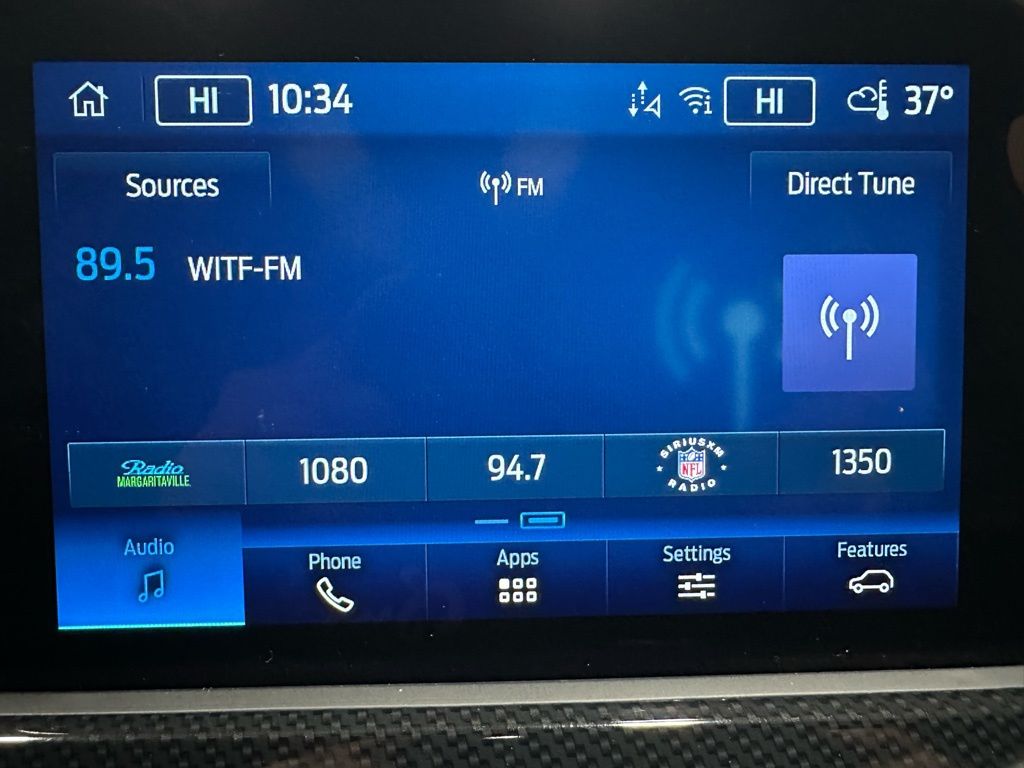 HI 10:34 HI 37°
Sources FM Direct Tune
89.5 WITF-FM
Radio MARGARITAVILLE 1080 94.7 SIRIUSXM NFL RADIO 1350
Audio Phone Apps Settings Features